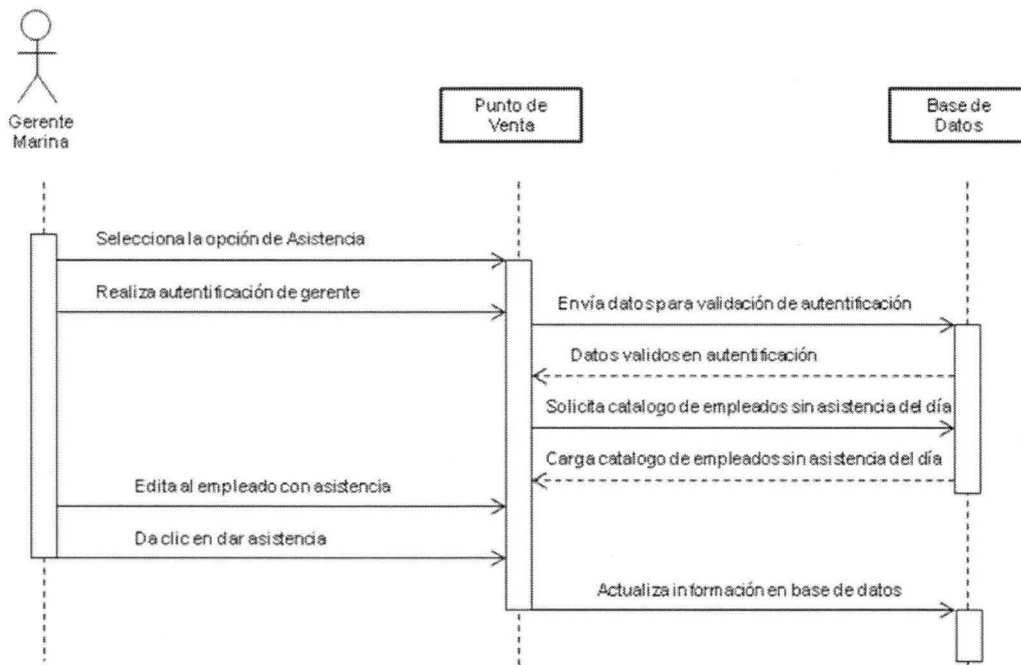 Gerente
Marina
Punto de
Venta
Base de
Datos
Selecciona la opción de Asistencia
Realiza autentificación de gerente
Envía datos para validación de autentificación
Datos validos en autentificación
Solicita catalogo de empleados sin asistencia del día
Carga catalogo de empleados sin asistencia del día
Edita al empleado con asistencia
Da clic en dar asistencia
Actualiza información en base de datos